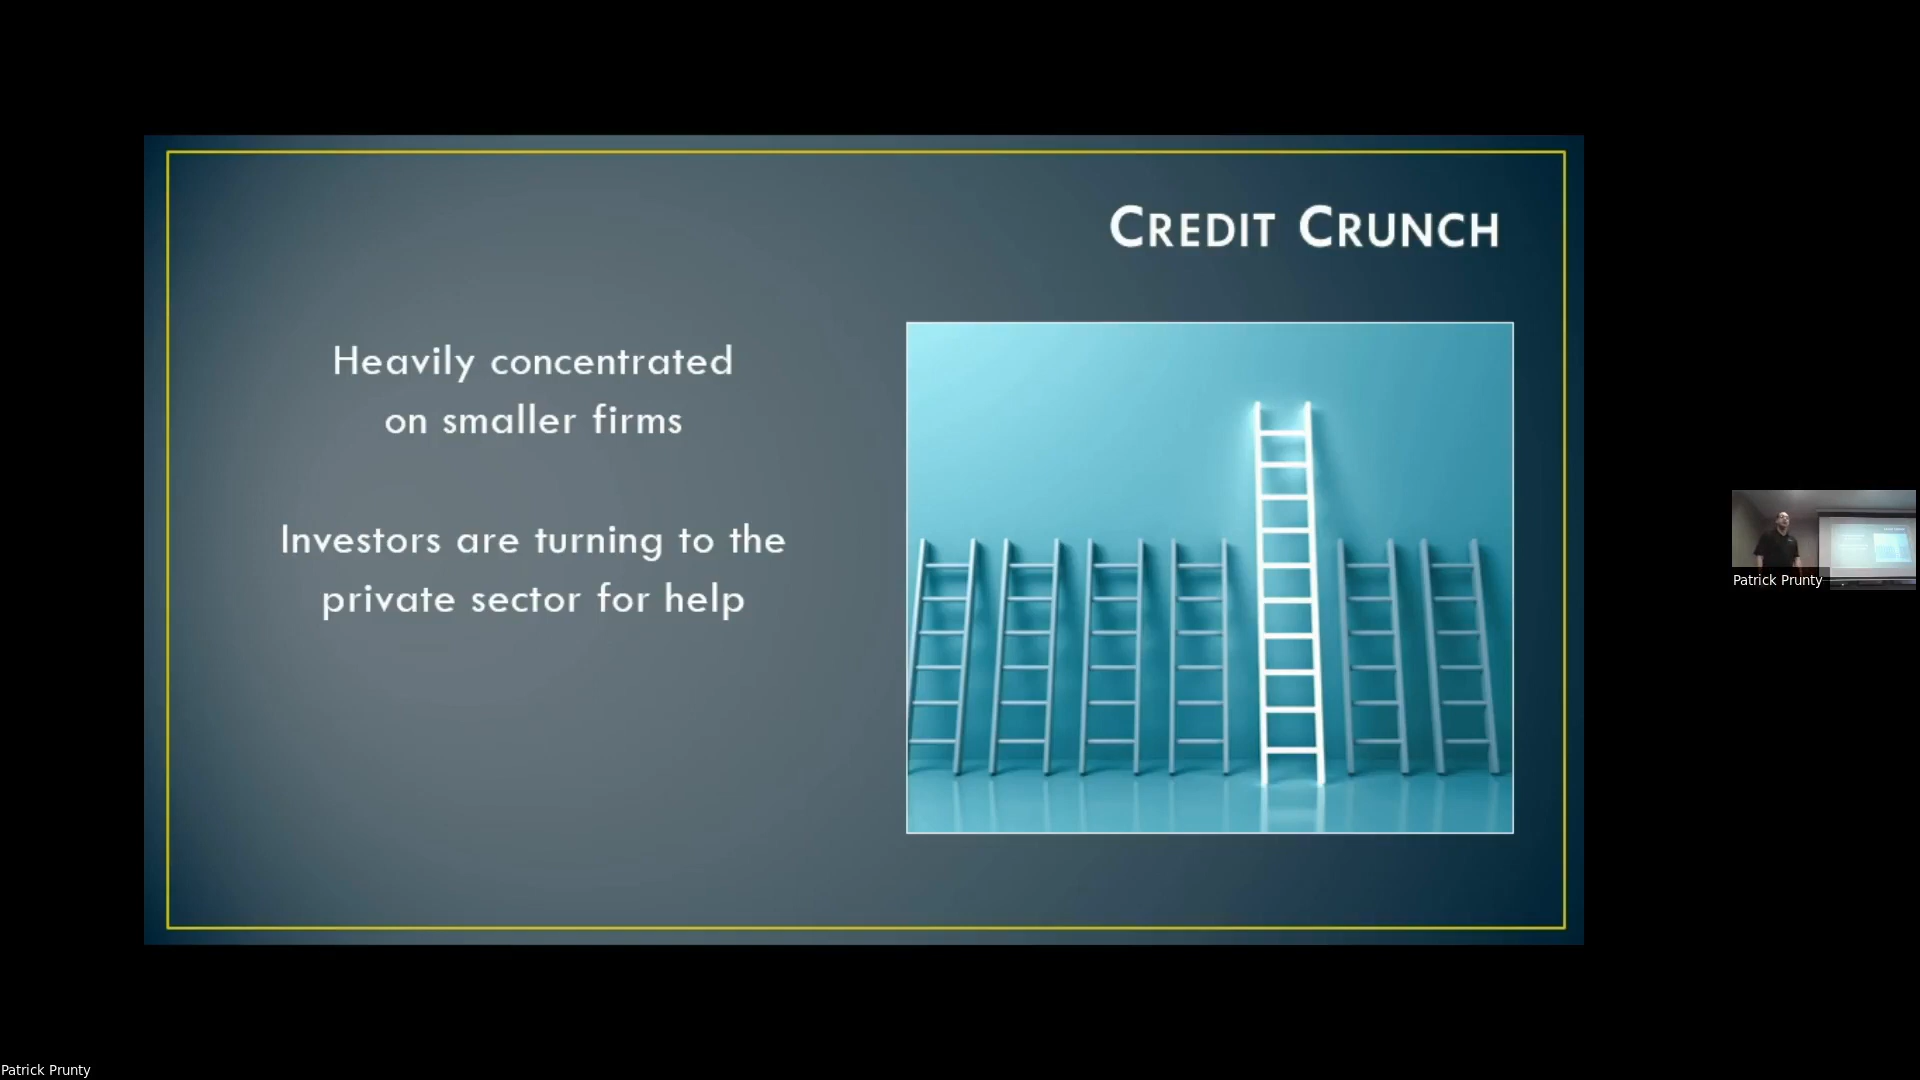 CREDIT CRUNCH
Heavily concentrated
on smaller firms
Investors are turning to the
private sector for help
Patrick Prunty
Patrick Prunty